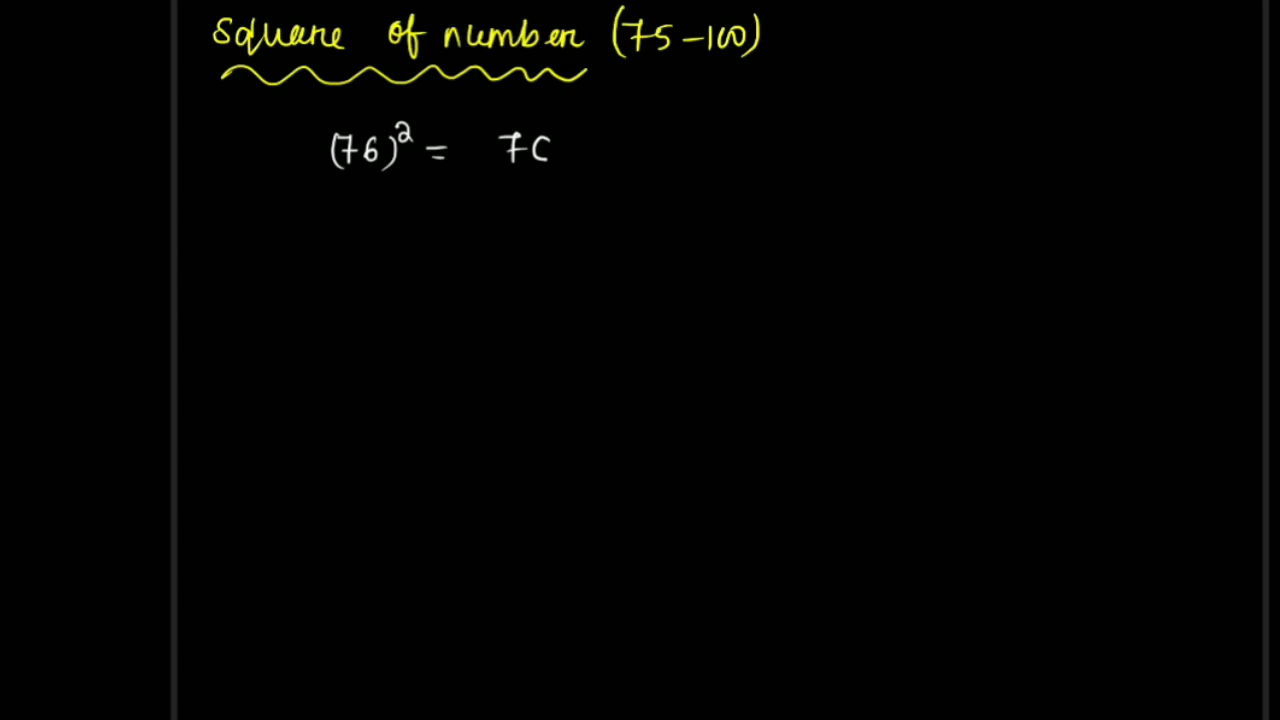 Square of number (75-100)
(76)² = 7C